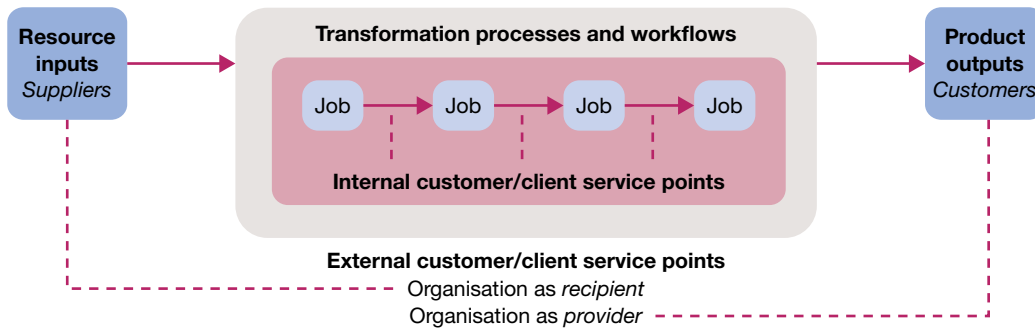 Resource
inputs
Suppliers
Transformation processes and workflows
Product
outputs
Customers
Job
Job
Job
Job
Internal customer/client service points
External customer/client service points
Organisation as recipient
Organisation as provider